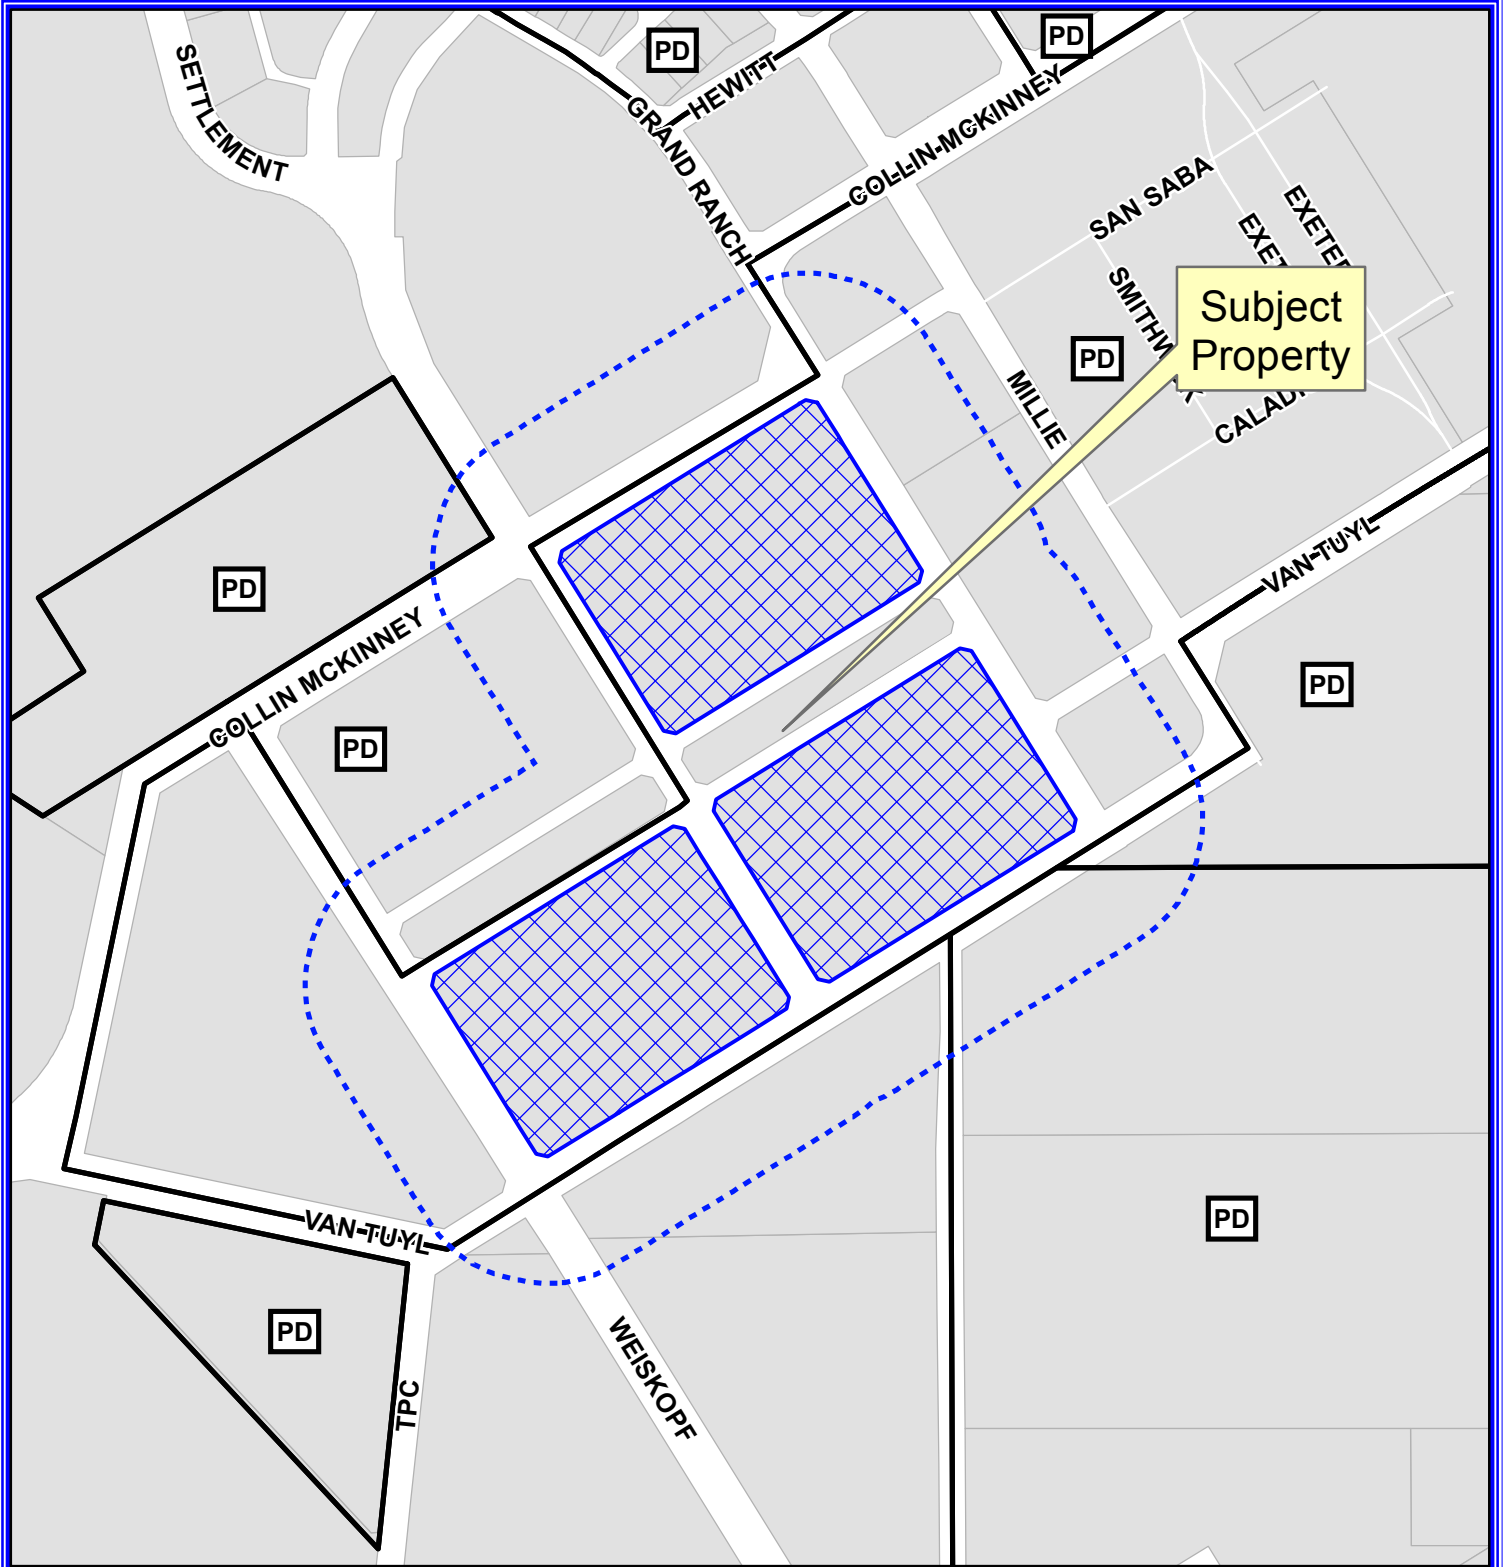 PD
PD
SETTLEMENT
HEWITT
GRAND RANCH
COLLIN MCKINNEY
SAN SABA
EXETER
Subject
Property
PD
MILLIE
VAN TUYL
PD
COLLIN MCKINNEY
PD
PD
VAN TUYL
PD
PD
WEISKOPF
TPC